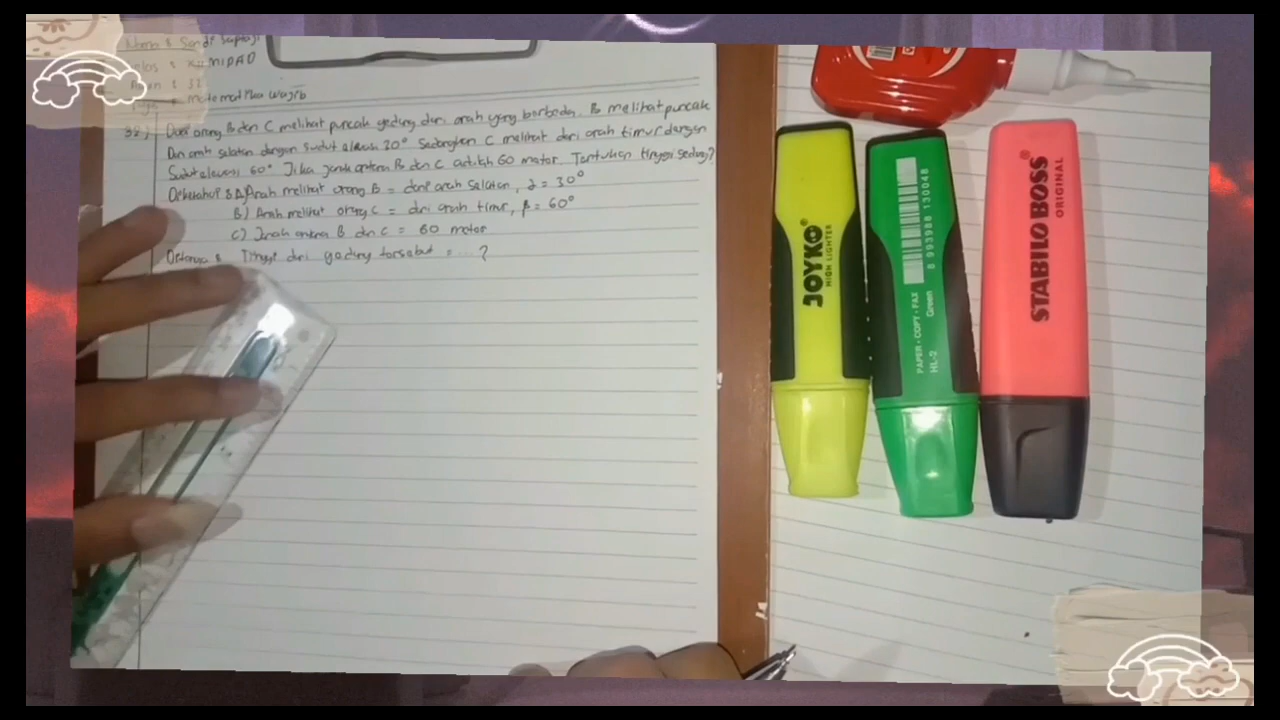 Nama : Sandi Saptaji
Kelas : XII MIPA
Absen : 32
Matematika Wajib
Dua orang B dan C melihat puncak gedung dari arah yang berbeda. B melihat puncak
Dari arah selatan dengan sudut elevasi 30° Sedangkan C melihat dari arah timur dengan
Sudut elevasi 60° Jika jarak antara B dan C adalah 60 meter. Tentukan tinggi gedung?
Diketahui : A) Arah melihat orang B = dari arah Selatan, α = 30°
B) Arah melihat orang C = dari arah timur, β = 60°
C) Jarak antara B dan C = 60 meter
Ditanya : Tinggi dari gedung tersebut = ... ?
JOYKO
HIGH LIGHTER
PAPER · COPY · FAX
HL-2 Green
8 993988 130048
STABILO BOSS®
ORIGINAL